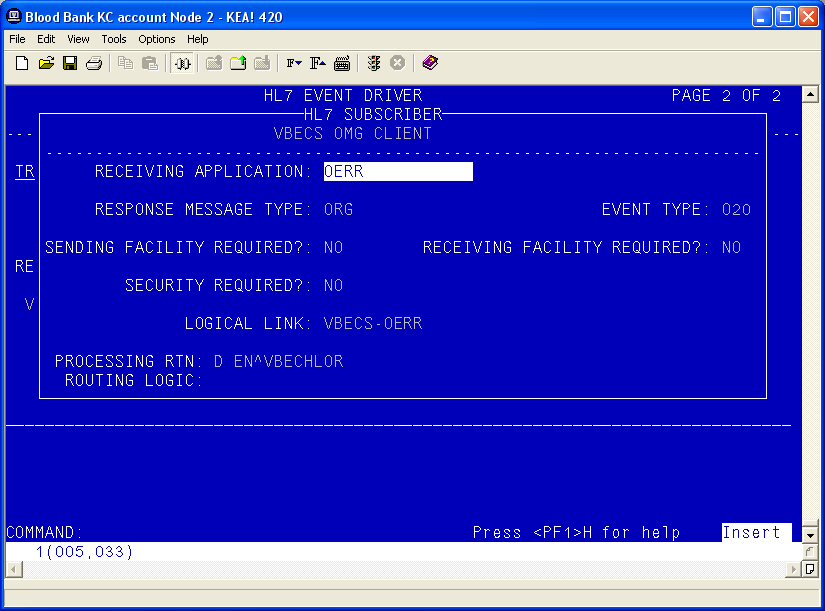 Blood Bank KC account Node 2 - KEA! 420
File Edit View Tools Options Help
HL7 EVENT DRIVER PAGE 2 OF 2
HL7 SUBSCRIBER
VBECS OMG CLIENT
TR RECEIVING APPLICATION: OERR
RESPONSE MESSAGE TYPE: ORG EVENT TYPE: O20
SENDING FACILITY REQUIRED?: NO RECEIVING FACILITY REQUIRED?: NO
RE
SECURITY REQUIRED?: NO
V
LOGICAL LINK: VBECS-OERR
PROCESSING RTN: D EN^VBECHLOR
ROUTING LOGIC:
COMMAND: Press <PF1>H for help Insert
1(005,033)